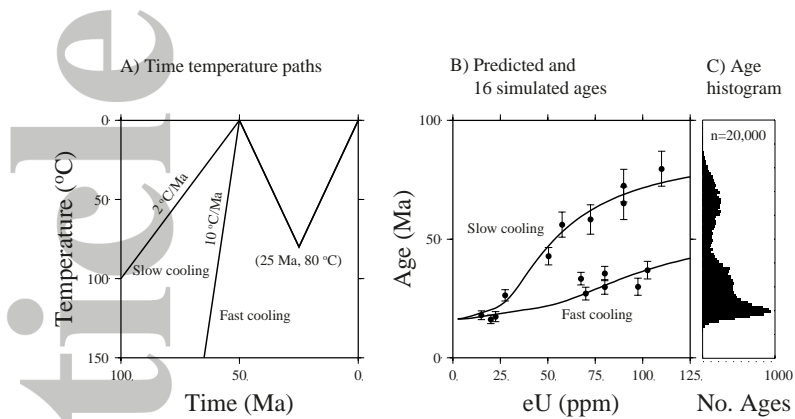 ticle
A) Time temperature paths
0.
50.
100.
150
Temperature (°C)
2 °C/Ma
10 °C/Ma
Slow cooling
(25 Ma, 80 °C)
Fast cooling
100.
50.
0.
Time (Ma)
B) Predicted and
16 simulated ages
100
50
0
Age (Ma)
Slow cooling
Fast cooling
0.
25.
50.
75.
100.
125.
eU (ppm)
C) Age
histogram
n=20,000
1000
No. Ages